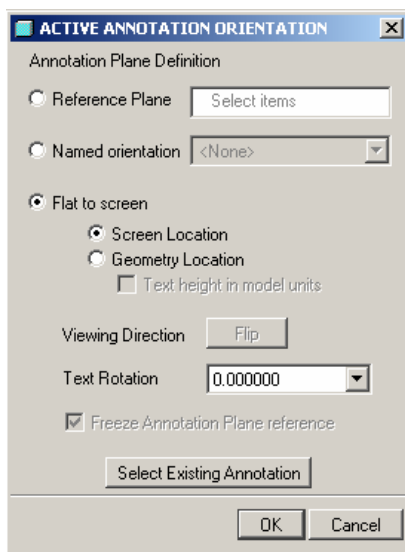 ACTIVE ANNOTATION ORIENTATION
Annotation Plane Definition
Reference Plane Select items
Named orientation <None>
Flat to screen
Screen Location
Geometry Location
Text height in model units
Viewing Direction Flip
Text Rotation 0.000000
Freeze Annotation Plane reference
Select Existing Annotation
OK Cancel